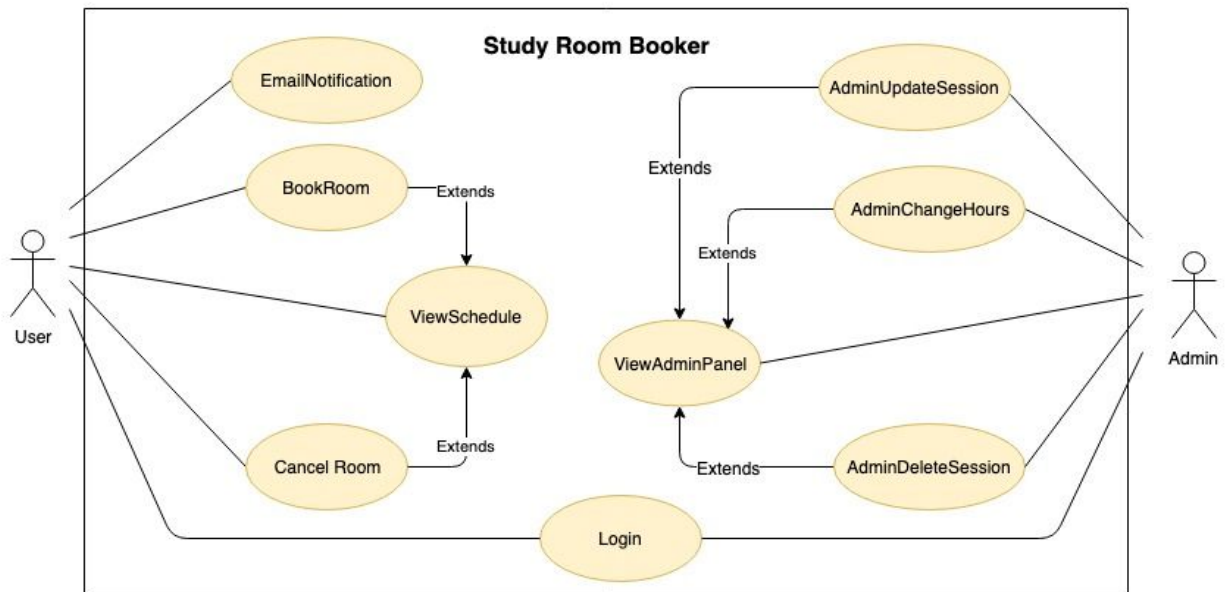 Study Room Booker
EmailNotification
AdminUpdateSession
Extends
BookRoom
Extends
AdminChangeHours
Extends
User
ViewSchedule
ViewAdminPanel
Admin
Extends
Cancel Room
Extends
AdminDeleteSession
Login